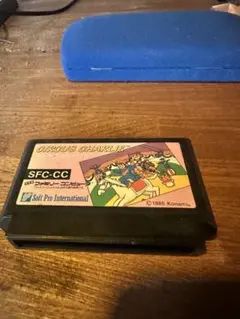 CIRCUS CHARLIE
SFC-CC
ファミリー コンピュータ
Soft Pro International
©1986 Konami